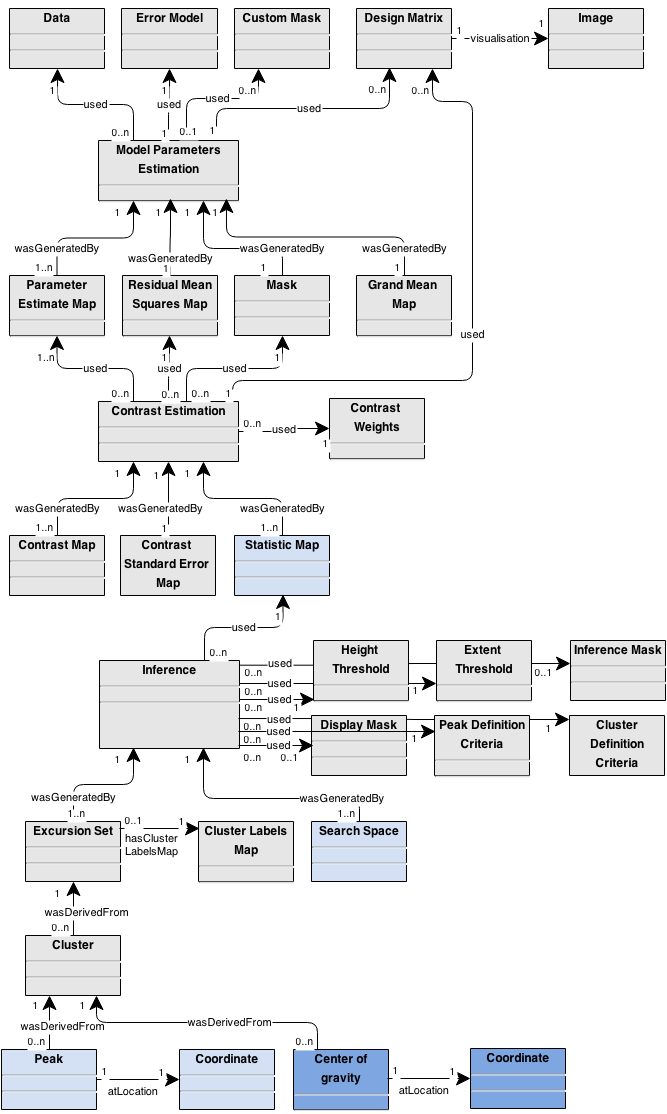 Data
Error Model
Custom Mask
Design Matrix
Image
1
visualisation
1
1
1
0..n
0..n
0..n
used
used
used
used
0..n
1
0..1
1
Model Parameters
Estimation
1
1
1
1
wasGeneratedBy
wasGeneratedBy
wasGeneratedBy
wasGeneratedBy
1..n
1
1
1
Parameter
Estimate Map
Residual Mean
Squares Map
Mask
Grand Mean
Map
used
1..n
1
1
used
used
used
0..n
0..n
0..n
1
Contrast Estimation
0..n
used
1
Contrast
Weights
1
1
1
wasGeneratedBy
wasGeneratedBy
wasGeneratedBy
1..n
1
1..n
Contrast Map
Contrast
Standard Error
Map
Statistic Map
1
used
0..n
Inference
used
0..n
used
0..n
used
0..n
1
Height
Threshold
1
Extent
Threshold
0..1
Inference Mask
used
0..n
used
0..n
used
0..n
0..1
Display Mask
1
Peak Definition
Criteria
1
Cluster
Definition
Criteria
1
1
wasGeneratedBy
wasGeneratedBy
1..n
1..n
Excursion Set
0..1
1
hasCluster
LabelsMap
Cluster Labels
Map
Search Space
1
wasDerivedFrom
0..n
Cluster
1
1
wasDerivedFrom
wasDerivedFrom
0..n
0..n
Peak
1
1
atLocation
Coordinate
Center of
gravity
1
1
atLocation
Coordinate